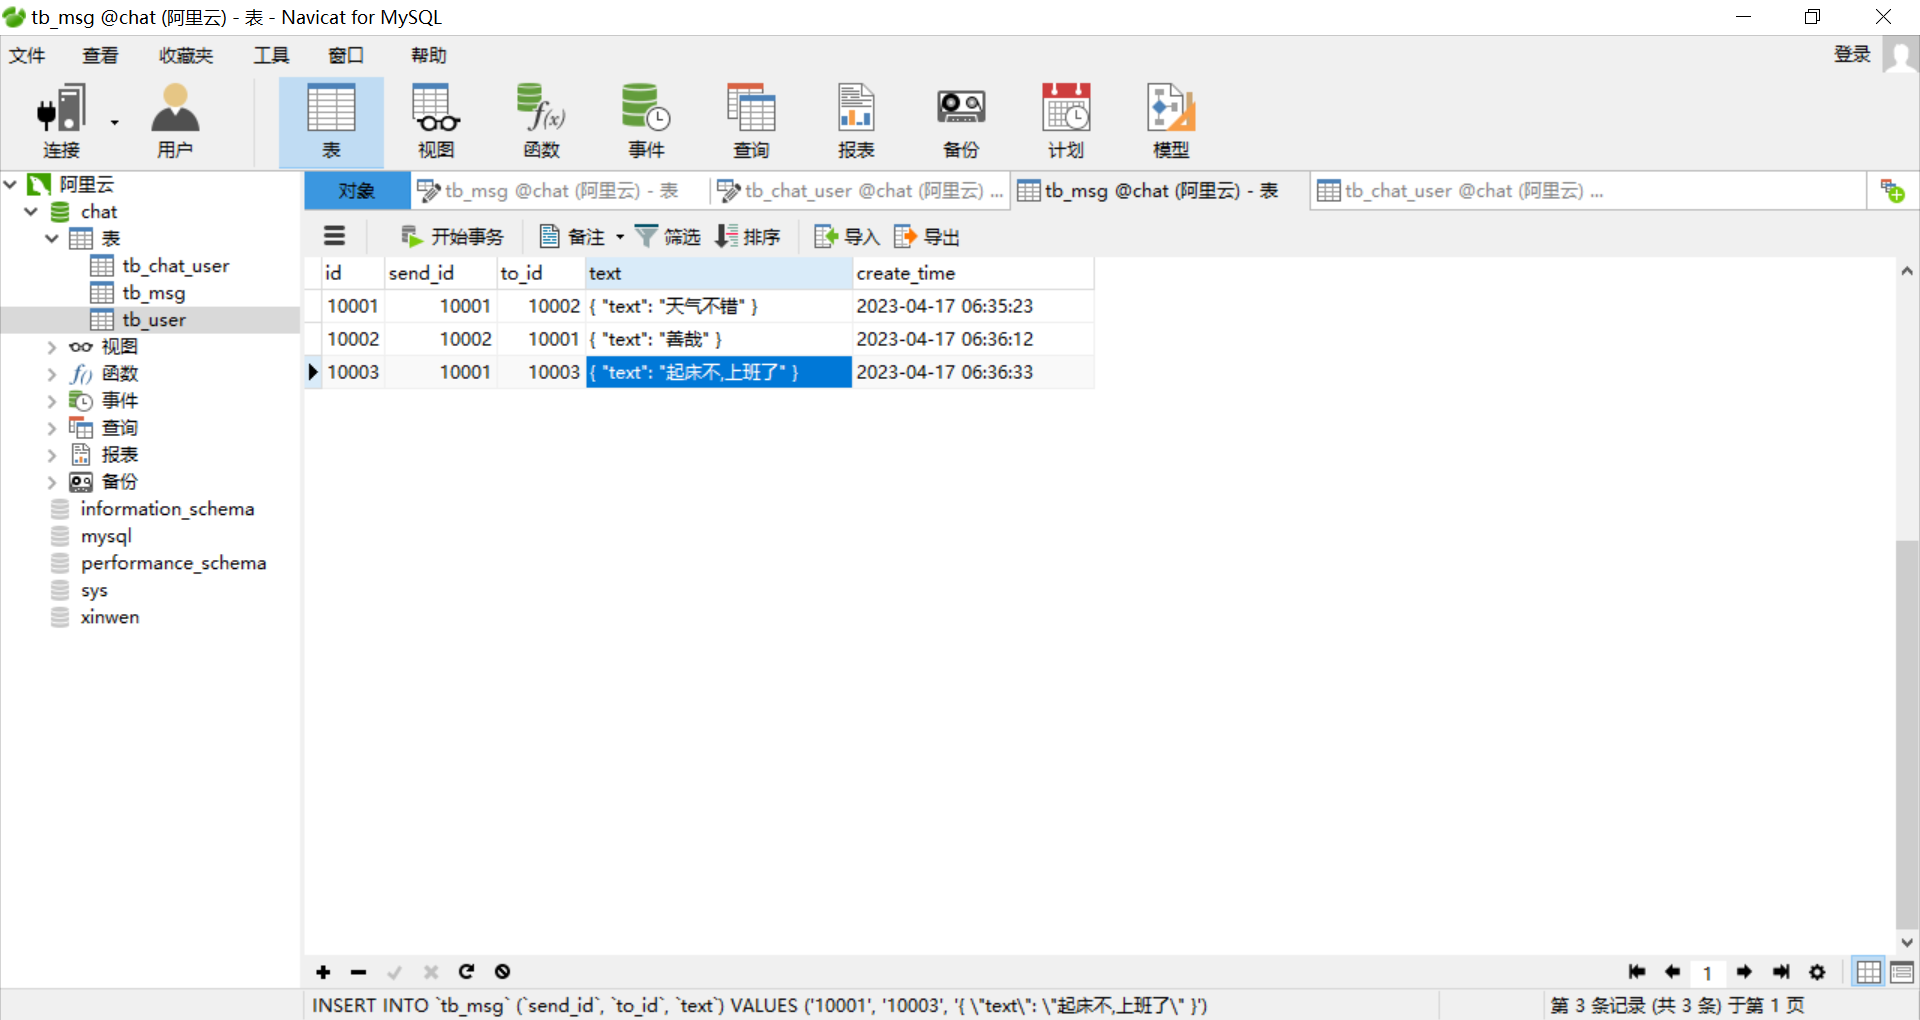 tb_msg @chat (阿里云) - 表 - Navicat for MySQL
文件 查看 收藏夹 工具 窗口 帮助 登录
连接 用户 表 视图 函数 事件 查询 报表 备份 计划 模型
阿里云
chat
表
tb_chat_user
tb_msg
tb_user
视图
函数
事件
查询
报表
备份
information_schema
mysql
performance_schema
sys
xinwen
对象 tb_msg @chat (阿里云) - 表 tb_chat_user @chat (阿里云) ... tb_msg @chat (阿里云) - 表 tb_chat_user @chat (阿里云) ...
开始事务 备注 筛选 排序 导入 导出
id send_id to_id text create_time
10001 10001 10002 { "text": "天气不错" } 2023-04-17 06:35:23
10002 10002 10001 { "text": "善哉" } 2023-04-17 06:36:12
10003 10001 10003 { "text": "起床不,上班了" } 2023-04-17 06:36:33
1
INSERT INTO `tb_msg` (`send_id`, `to_id`, `text`) VALUES ('10001', '10003', '{ \"text\": \"起床不,上班了\" }') 第 3 条记录 (共 3 条) 于第 1 页